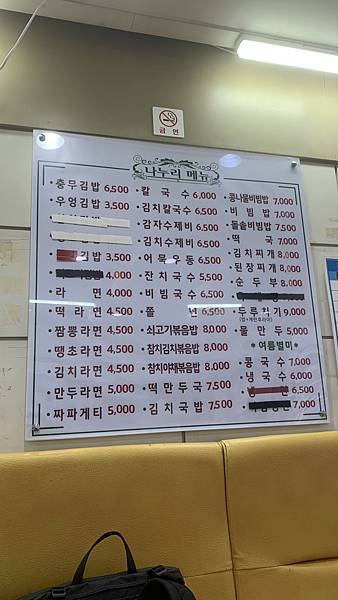 금연
나누리 메뉴
·충무김밥 6,500
·우엉김밥 3,500
김밥 3,500
4,000
·라면 4,000
·떡라면 4,500
·짬뽕라면 4,500
·땡초라면 4,500
·김치라면 4,500
·만두라면 5,000
·짜파게티 5,000
·칼국수 6,000
·김치칼국수 6,500
·감자수제비 6,500
·김치수제비 6,500
·어묵우동 6,500
·잔치국수 5,500
·비빔국수 6,500
·쫄면 6,500
·쇠고기볶음밥 8,000
·참치김치볶음밥 8,000
·참치야채볶음밥 8,000
·떡만두국 7,500
·김치국밥 7,500
·콩나물비빔밥 7,000
·비빔밥 7,000
·돌솥비빔밥 7,500
·떡국 7,000
·김치찌개 8,000
·된장찌개 8,000
·순두부 8,000
·두루치기 9,000
·물만두 5,000
*여름별미*
·콩국수 7,000
·냉국수 6,000
6,500
7,000